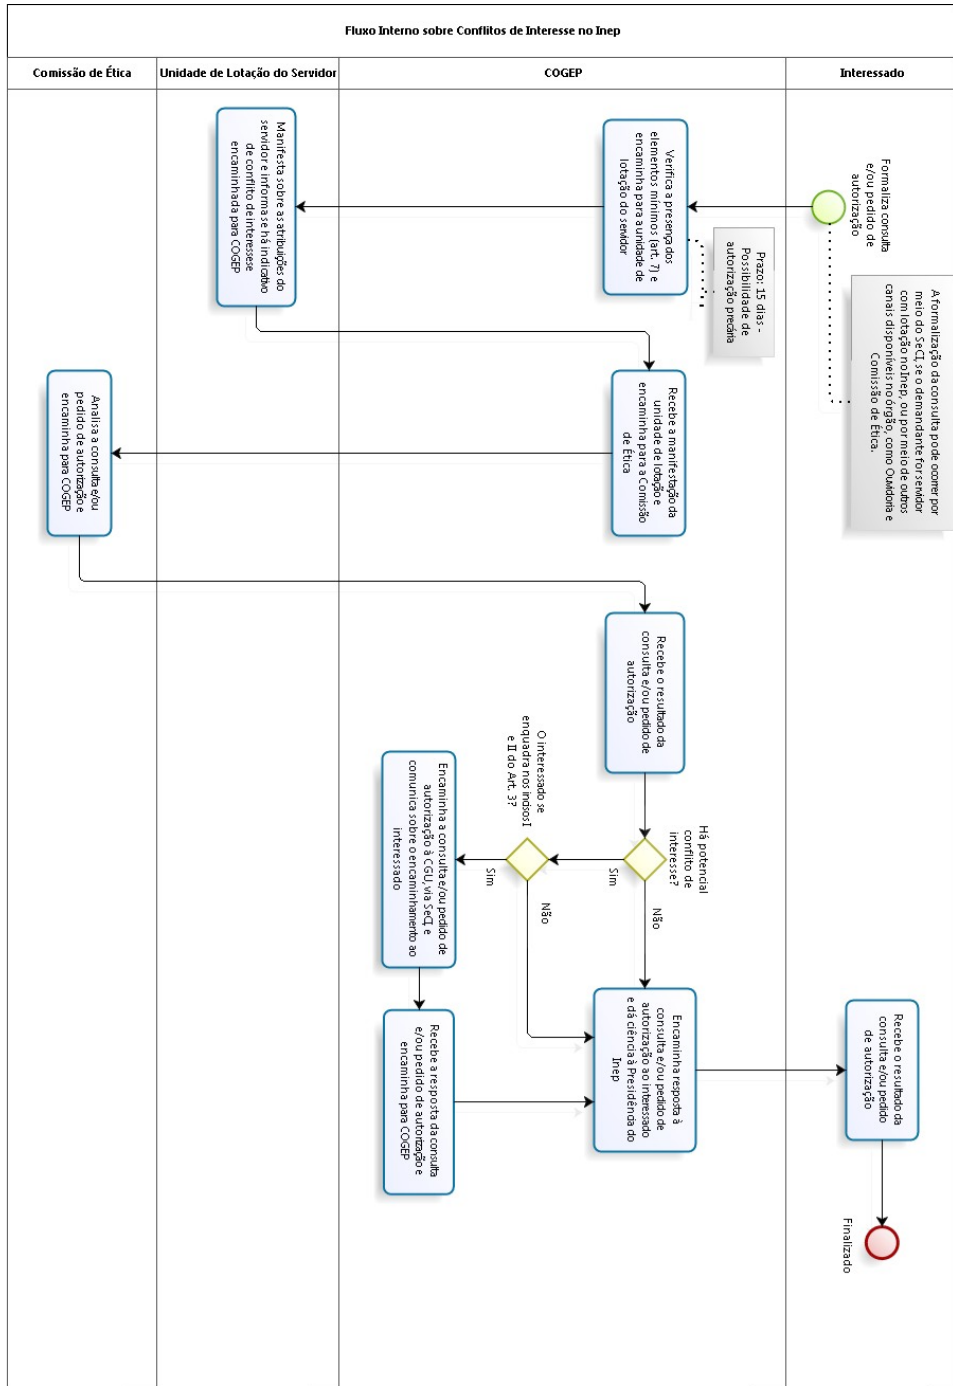 Fluxo Interno sobre Conflitos de Interesse no Inep
Comissão de Ética
Unidade de Lotação do Servidor
COGEP
Interessado
Formaliza consulta
e/ou pedido de
autorização
A formalização da consulta pode ocorrer por
meio do SeCI, se o demandante for servidor
com lotação no Inep, ou por meio de outros
canais disponíveis no órgão, como Ouvidoria e
Comissão de Ética.
Verifica a presença dos
elementos mínimos (art. 7) e
encaminha para a unidade de
lotação do servidor
Prazo: 15 dias -
Possibilidade de
autorização precária
Manifesta sobre as atribuições do
servidor e informa se há indicativo
de conflito de interesse se
encaminhada para COGEP
Recebe a manifestação da
unidade de lotação e
encaminha para a Comissão
de Ética
Analisa a consulta e/ou
pedido de autorização e
encaminha para COGEP
Recebe o resultado da
consulta e/ou pedido de
autorização
Há potencial
conflito de
interesse?
Sim
Não
O interessado se
enquadra nos incisos I
e II do Art. 3?
Sim
Não
Encaminha a consulta e/ou pedido de
autorização à CGU, via SeCI, e
comunica sobre o encaminhamento ao
interessado
Recebe a resposta da consulta
e/ou pedido de autorização e
encaminha para COGEP
Encaminha resposta à
consulta e/ou pedido de
autorização ao interessado
e dá ciência à Presidência do
Inep
Recebe o resultado da
consulta e/ou pedido
de autorização
Finalizado